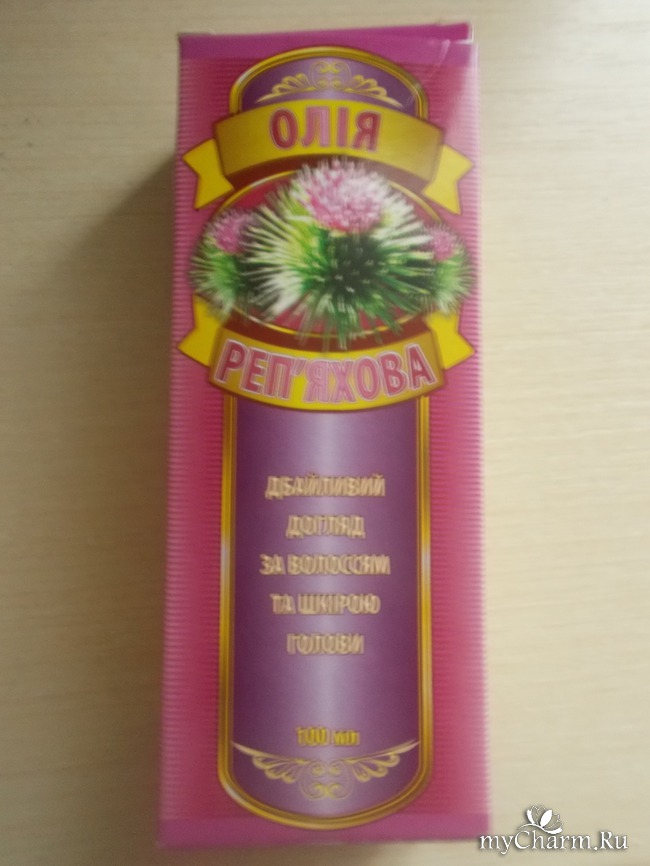 ОЛІЯ
РЕП'ЯХОВА
ДБАЙЛИВИЙ
ДОГЛЯД
ЗА ВОЛОССЯМ
ТА ШКІРОЮ
ГОЛОВИ
100 мл
myCharm.Ru